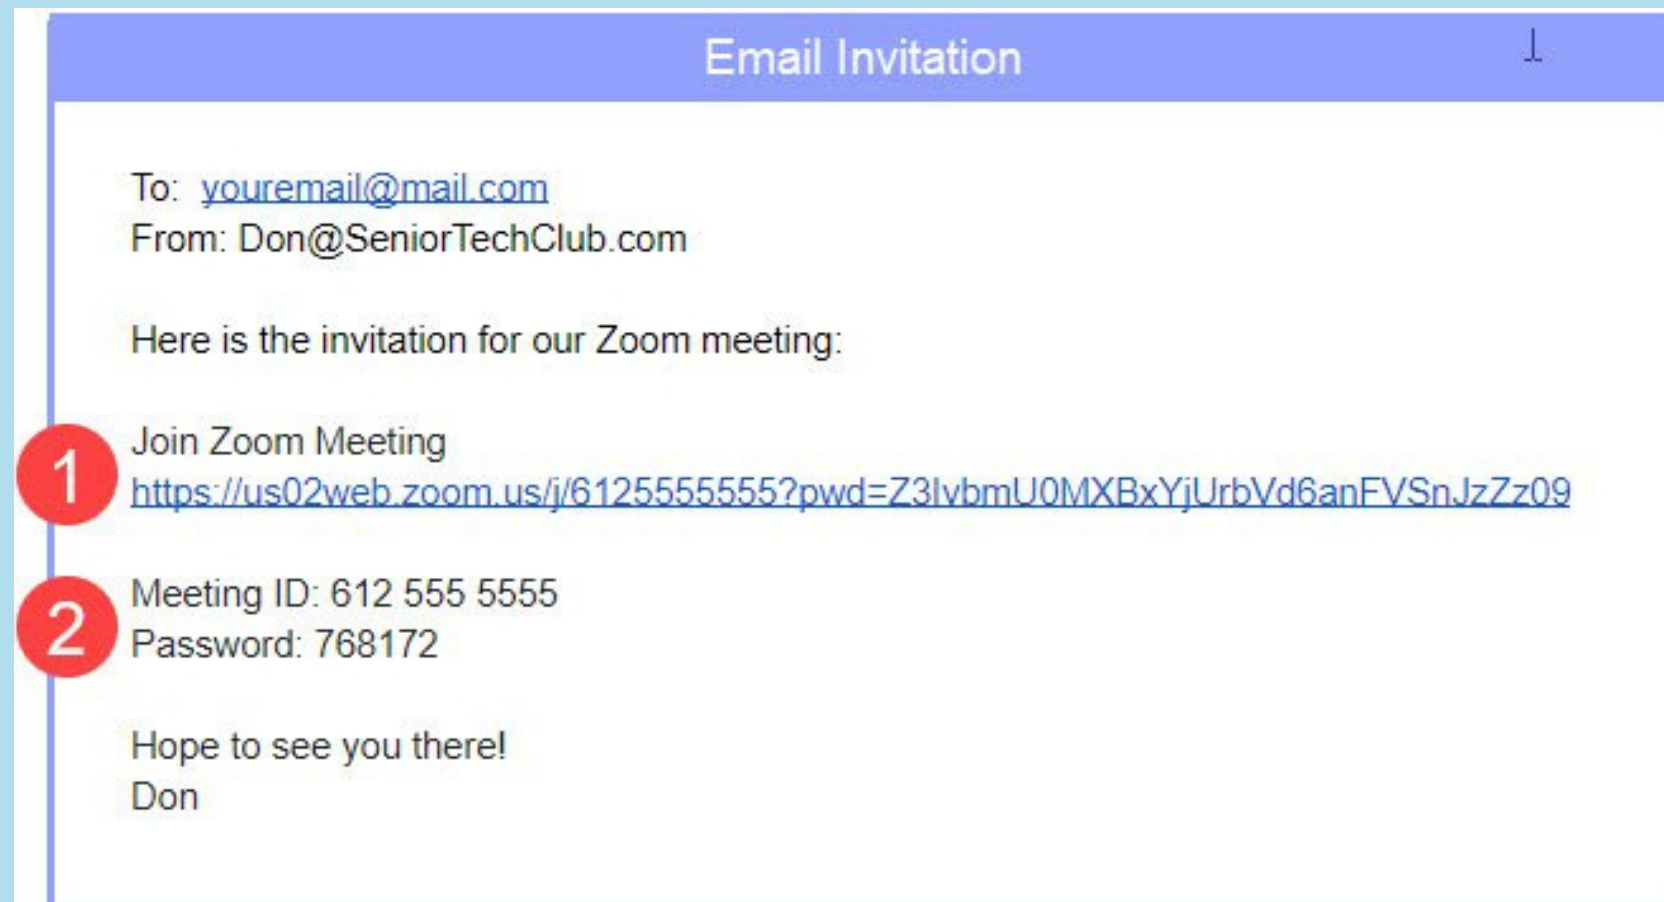 Email Invitation
To: youremail@mail.com
From: Don@SeniorTechClub.com
Here is the invitation for our Zoom meeting:
1
Join Zoom Meeting
https://us02web.zoom.us/j/6125555555?pwd=Z3IvbmU0MXBxYjUrbVd6anFVSnJzZz09
2
Meeting ID: 612 555 5555
Password: 768172
Hope to see you there!
Don